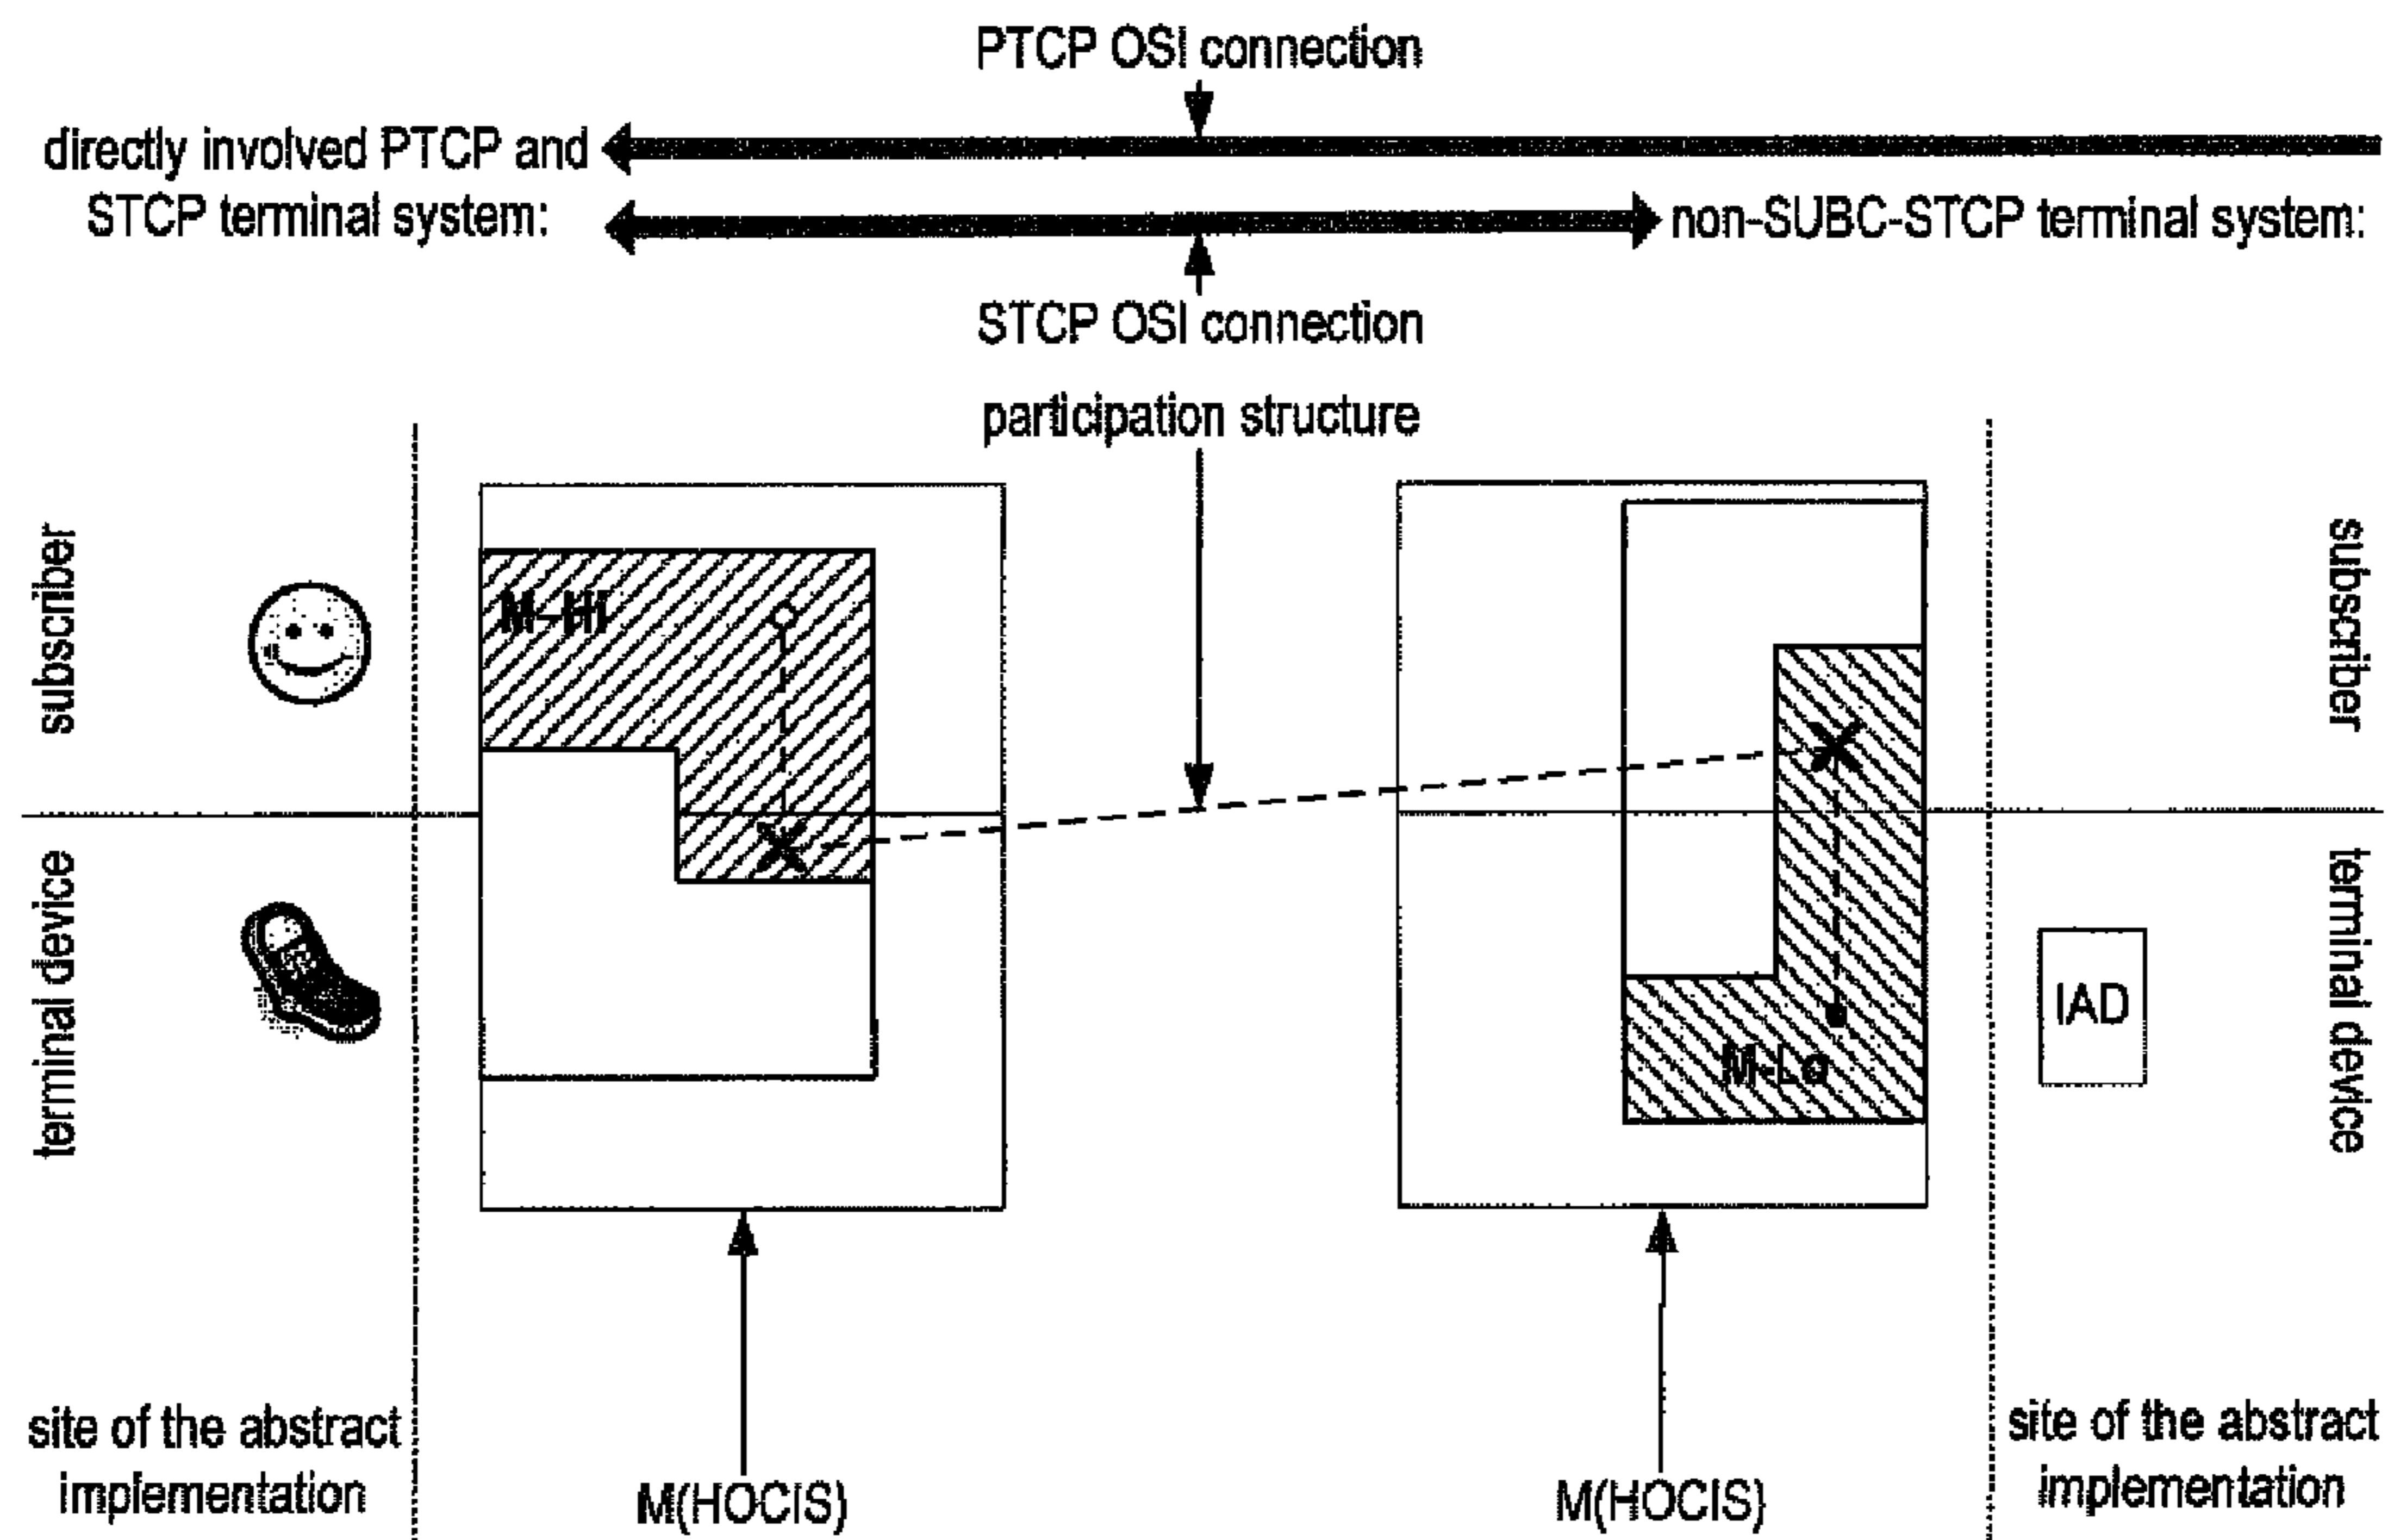 PTCP OSI connection
directly involved PTCP and
STCP terminal system:
non-SUBC-STCP terminal system:
STCP OSI connection
participation structure
subscriber
subscriber
M-Hi
terminal device
terminal device
IAD
M-Lo
site of the abstract
implementation
site of the abstract
implementation
M(HOCIS)
M(HOCIS)